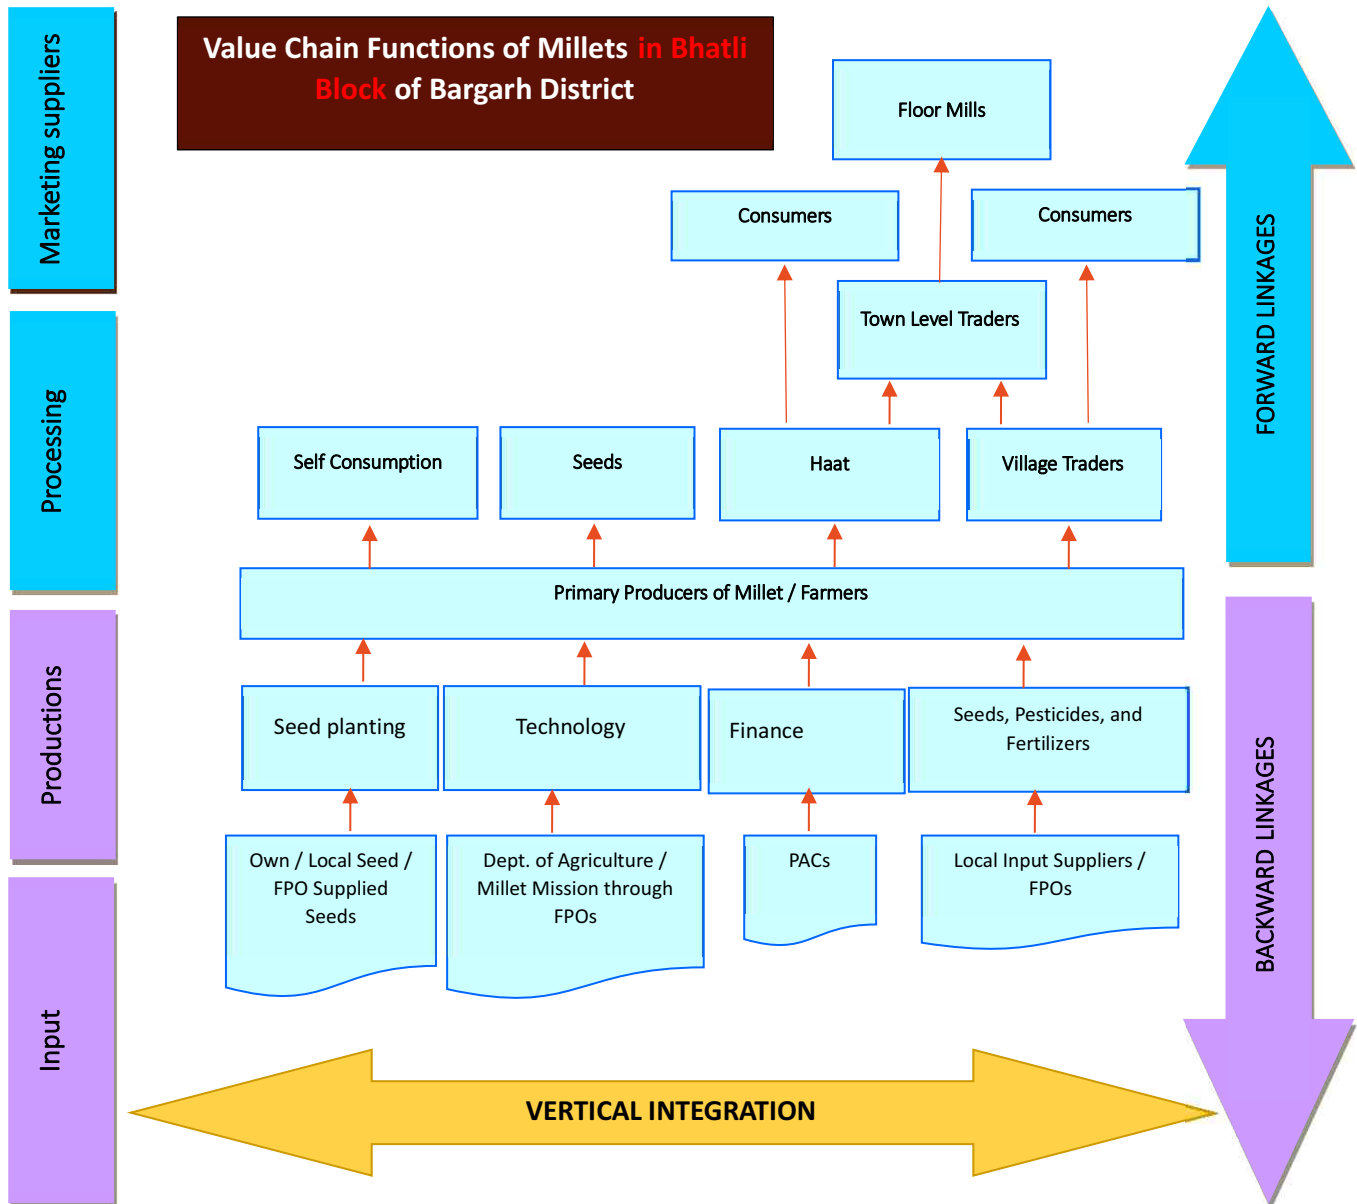 Value Chain Functions of Millets in Bhatli
Block of Bargarh District
Marketing suppliers
Floor Mills
Consumers
Consumers
FORWARD LINKAGES
Town Level Traders
Processing
Self Consumption
Seeds
Haat
Village Traders
Primary Producers of Millet / Farmers
Productions
Seed planting
Technology
Finance
Seeds, Pesticides, and
Fertilizers
BACKWARD LINKAGES
Own / Local Seed /
FPO Supplied
Seeds
Dept. of Agriculture /
Millet Mission through
FPOs
PACs
Local Input Suppliers /
FPOs
Input
VERTICAL INTEGRATION